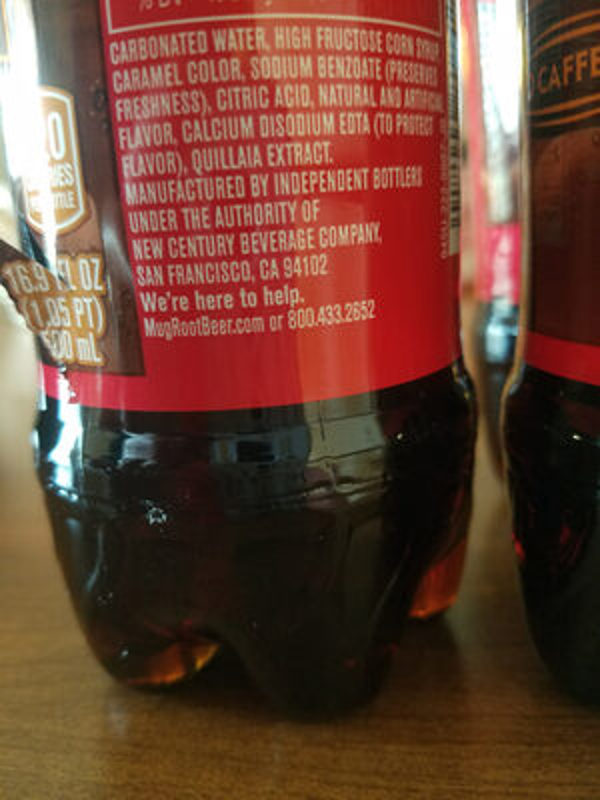 CARBONATED WATER, HIGH FRUCTOSE CORN SYRUP,
CARAMEL COLOR, SODIUM BENZOATE (PRESERVES
FRESHNESS), CITRIC ACID, NATURAL AND ARTIFICIAL
FLAVOR, CALCIUM DISODIUM EDTA (TO PROTECT
FLAVOR), QUILLAIA EXTRACT.
MANUFACTURED BY INDEPENDENT BOTTLERS
UNDER THE AUTHORITY OF
NEW CENTURY BEVERAGE COMPANY,
SAN FRANCISCO, CA 94102
We're here to help.
MugRootBeer.com or 800.433.2652
16.9 FL OZ
(1.05 PT)
500 mL
CAFFE